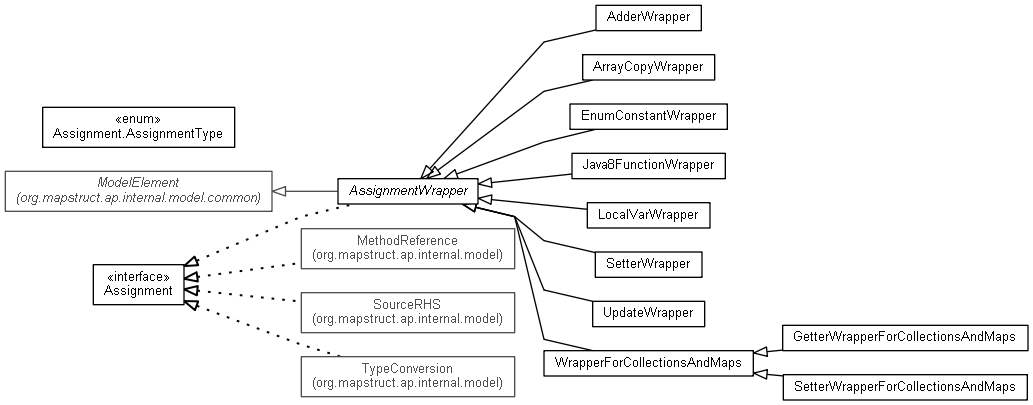 AdderWrapper
ArrayCopyWrapper
EnumConstantWrapper
«enum»
Assignment.AssignmentType
Java8FunctionWrapper
ModelElement
(org.mapstruct.ap.internal.model.common)
AssignmentWrapper
LocalVarWrapper
MethodReference
(org.mapstruct.ap.internal.model)
SetterWrapper
«interface»
Assignment
SourceRHS
(org.mapstruct.ap.internal.model)
UpdateWrapper
GetterWrapperForCollectionsAndMaps
WrapperForCollectionsAndMaps
TypeConversion
(org.mapstruct.ap.internal.model)
SetterWrapperForCollectionsAndMaps